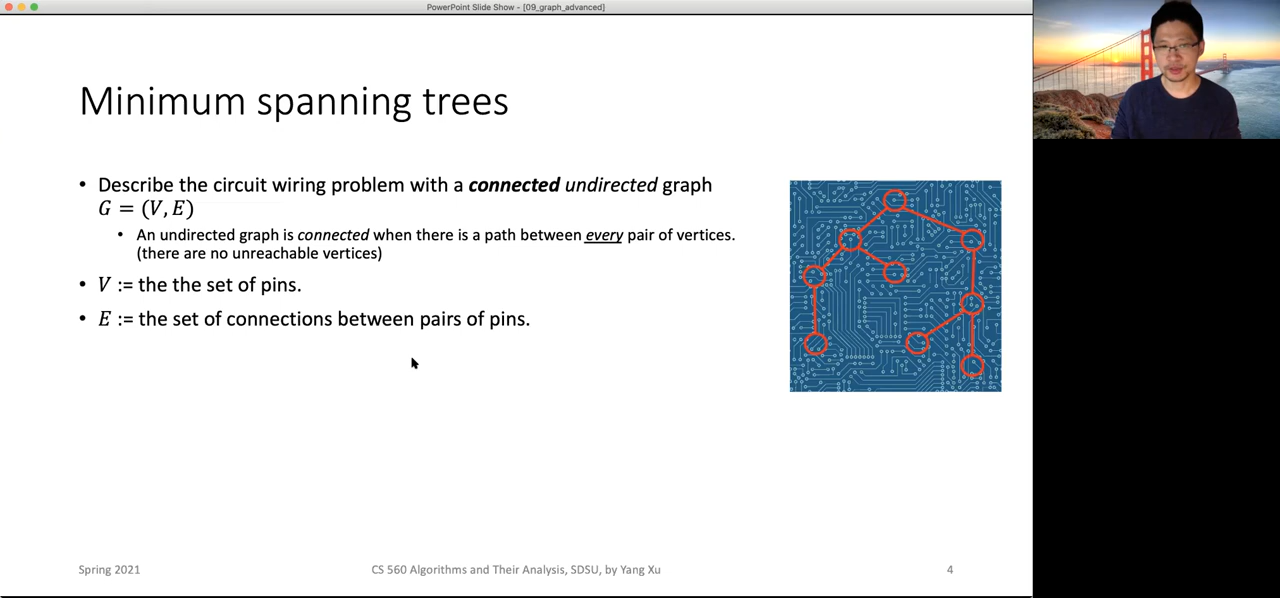 PowerPoint Slide Show - [09_graph_advanced]
Minimum spanning trees
• Describe the circuit wiring problem with a connected undirected graph
G = (V, E)
• An undirected graph is connected when there is a path between every pair of vertices.
(there are no unreachable vertices)
• V := the the set of pins.
• E := the set of connections between pairs of pins.
Spring 2021
CS 560 Algorithms and Their Analysis, SDSU, by Yang Xu
4